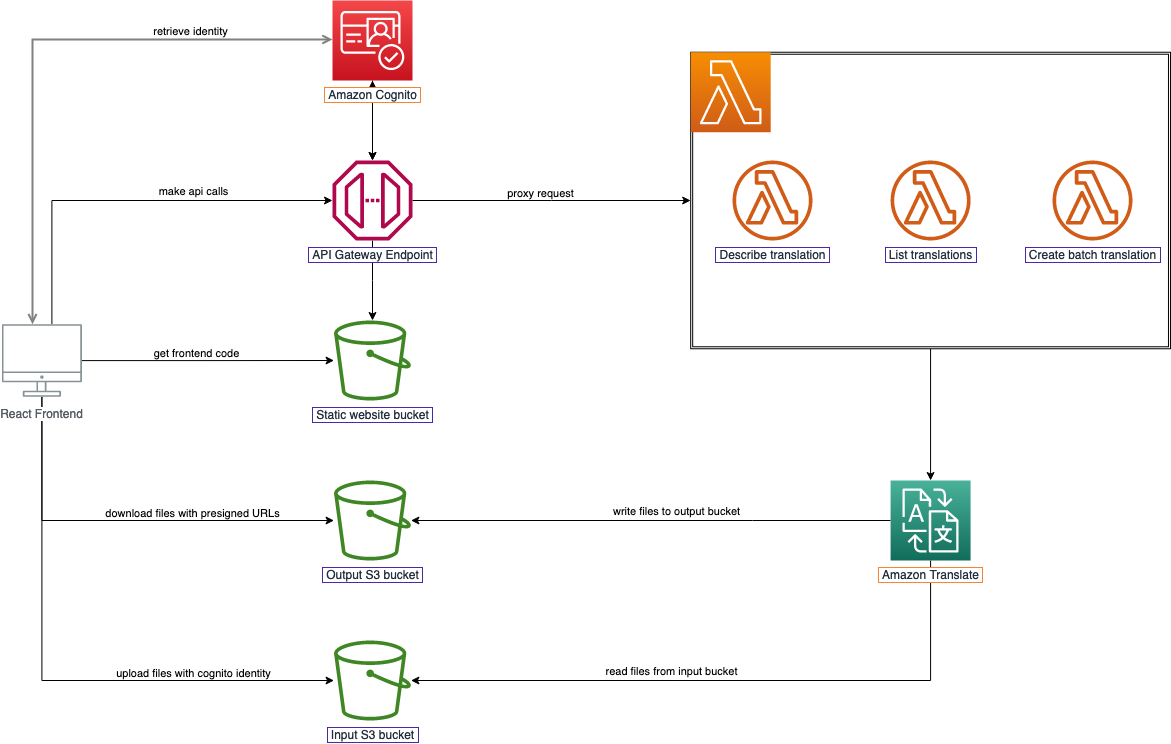 retrieve identity
Amazon Cognito
make api calls
proxy request
API Gateway Endpoint
Describe translation
List translations
Create batch translation
get frontend code
React Frontend
Static website bucket
download files with presigned URLs
write files to output bucket
A
文
Output S3 bucket
Amazon Translate
upload files with cognito identity
read files from input bucket
Input S3 bucket